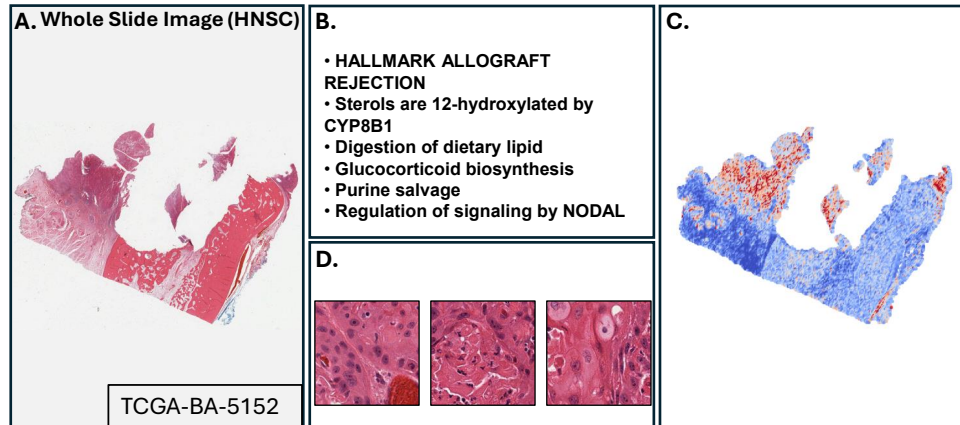 A. Whole Slide Image (HNSC)
TCGA-BA-5152
B.
• HALLMARK ALLOGRAFT
REJECTION
• Sterols are 12-hydroxylated by
CYP8B1
• Digestion of dietary lipid
• Glucocorticoid biosynthesis
• Purine salvage
• Regulation of signaling by NODAL
D.
C.